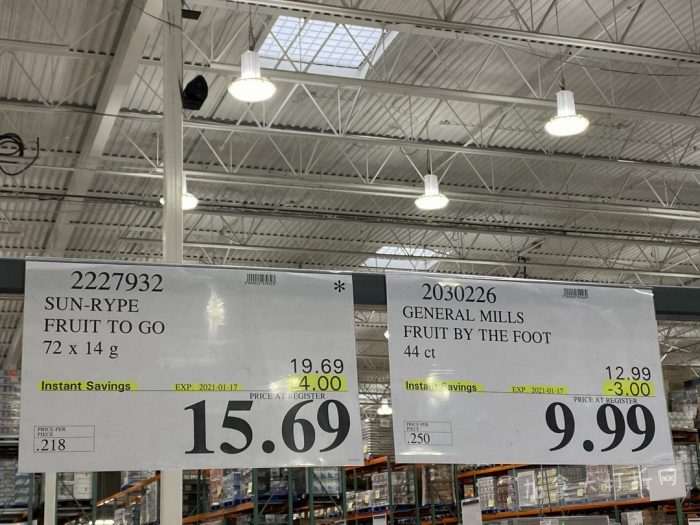 2227932
*
SUN-RYPE
FRUIT TO GO
72 x 14 g
19.69
Instant Savings EXP. 2021-01-17 -4.00
PRICE AT REGISTER
PRICE PER
PIECE
.218
15.69
2030226
GENERAL MILLS
FRUIT BY THE FOOT
44 ct
12.99
Instant Savings EXP. 2021-01-17 -3.00
PRICE AT REGISTER
PRICE PER
PIECE
.250
9.99